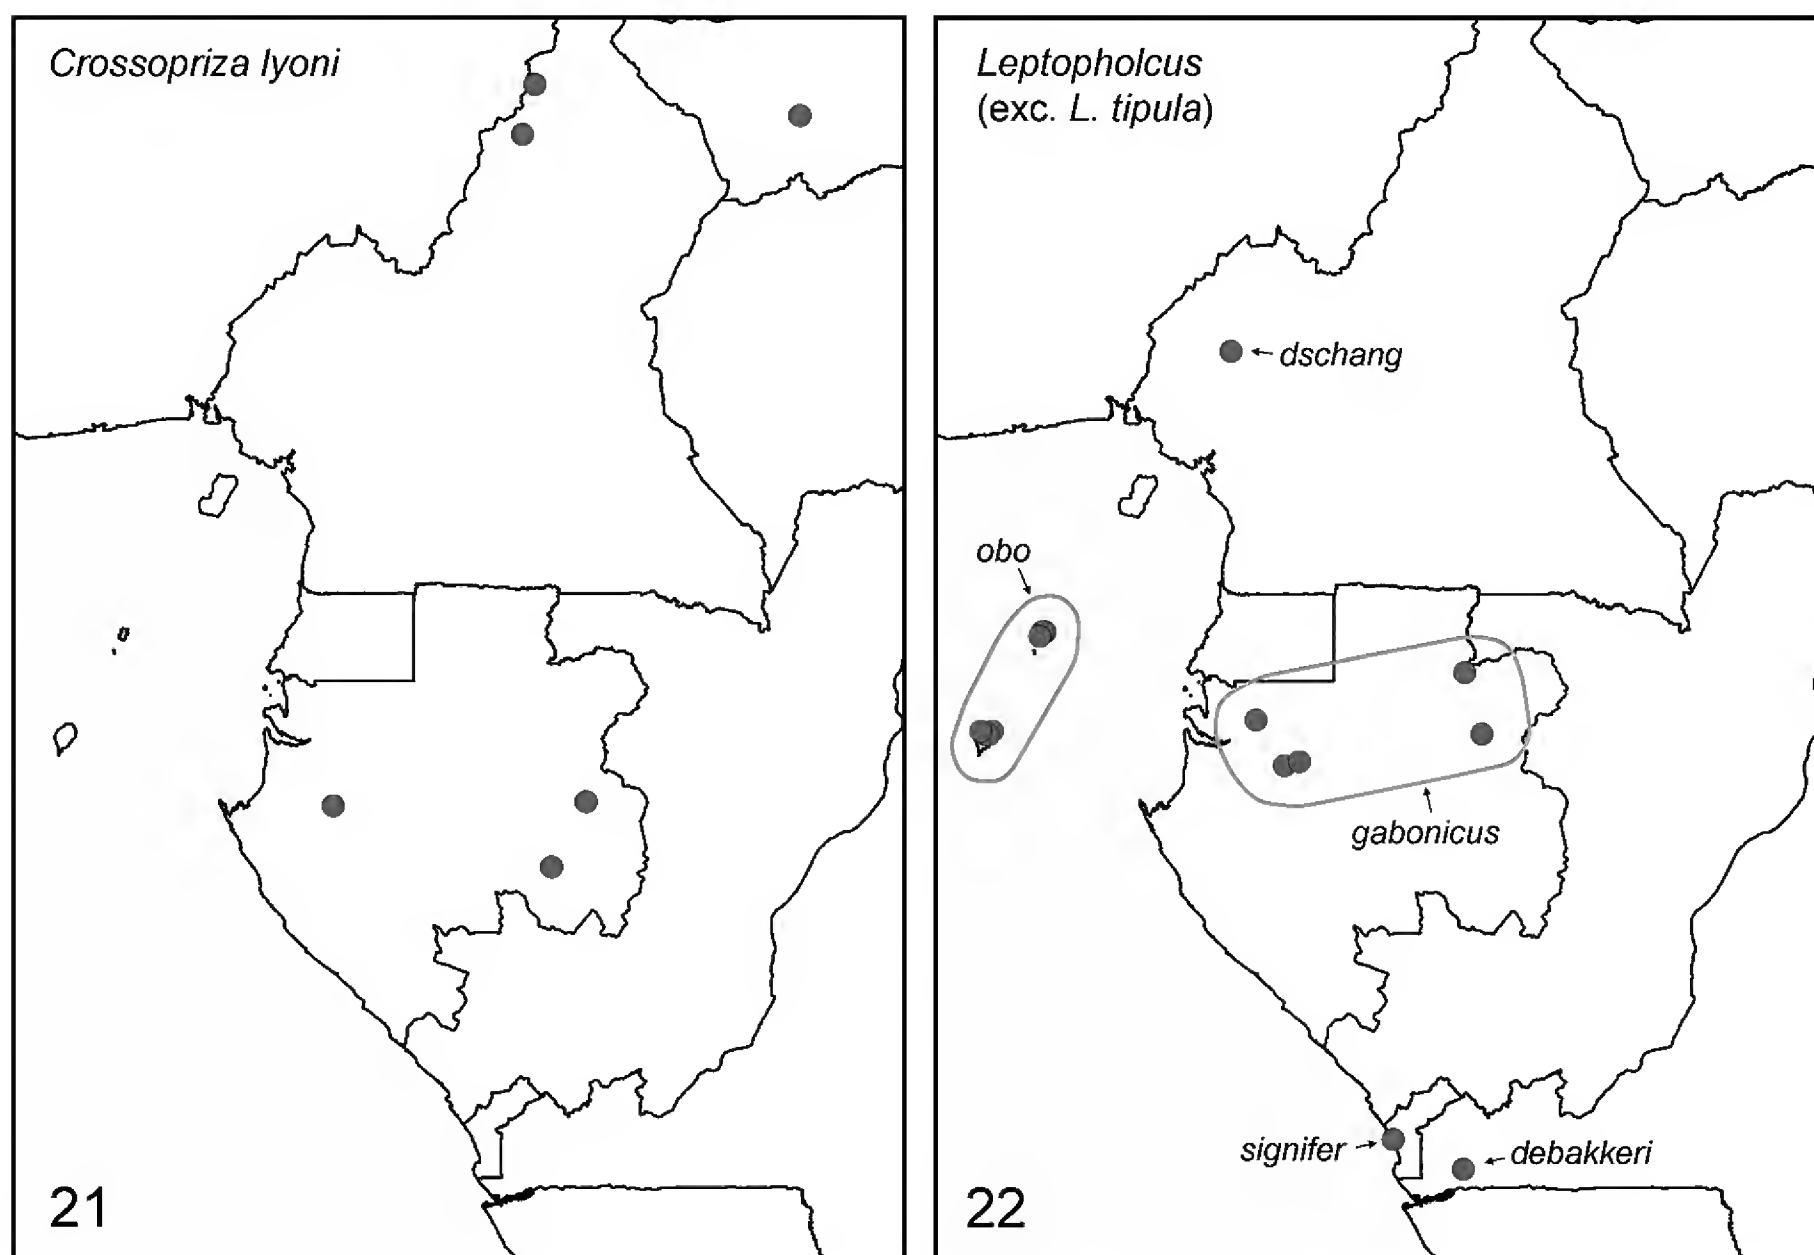 Crossopriza lyoni
21
Leptopholcus
(exc. L. tipula)
dschang
obo
gabonicus
signifer
debakkeri
22